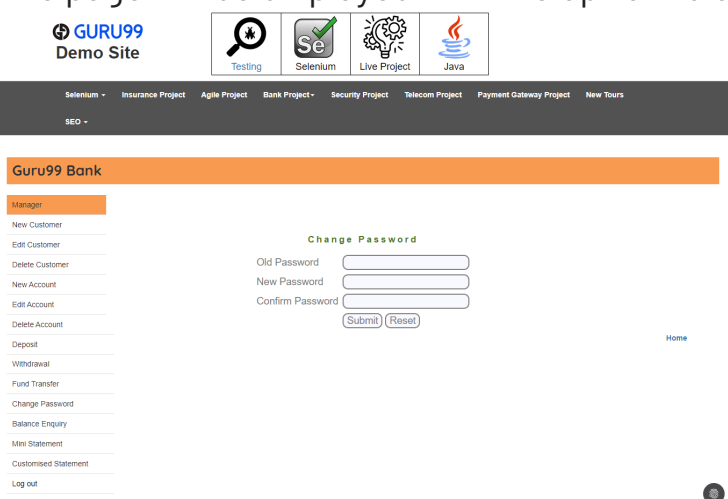 GURU99
Demo Site
Testing
Se
Selenium
Live Project
Java
Selenium Insurance Project Agile Project Bank Project Security Project Telecom Project Payment Gateway Project New Tours
SEO
Guru99 Bank
Manager
New Customer
Edit Customer
Delete Customer
New Account
Edit Account
Delete Account
Deposit
Withdrawal
Fund Transfer
Change Password
Balance Enquiry
Mini Statement
Customised Statement
Log out
Change Password
Old Password
New Password
Confirm Password
Submit Reset
Home